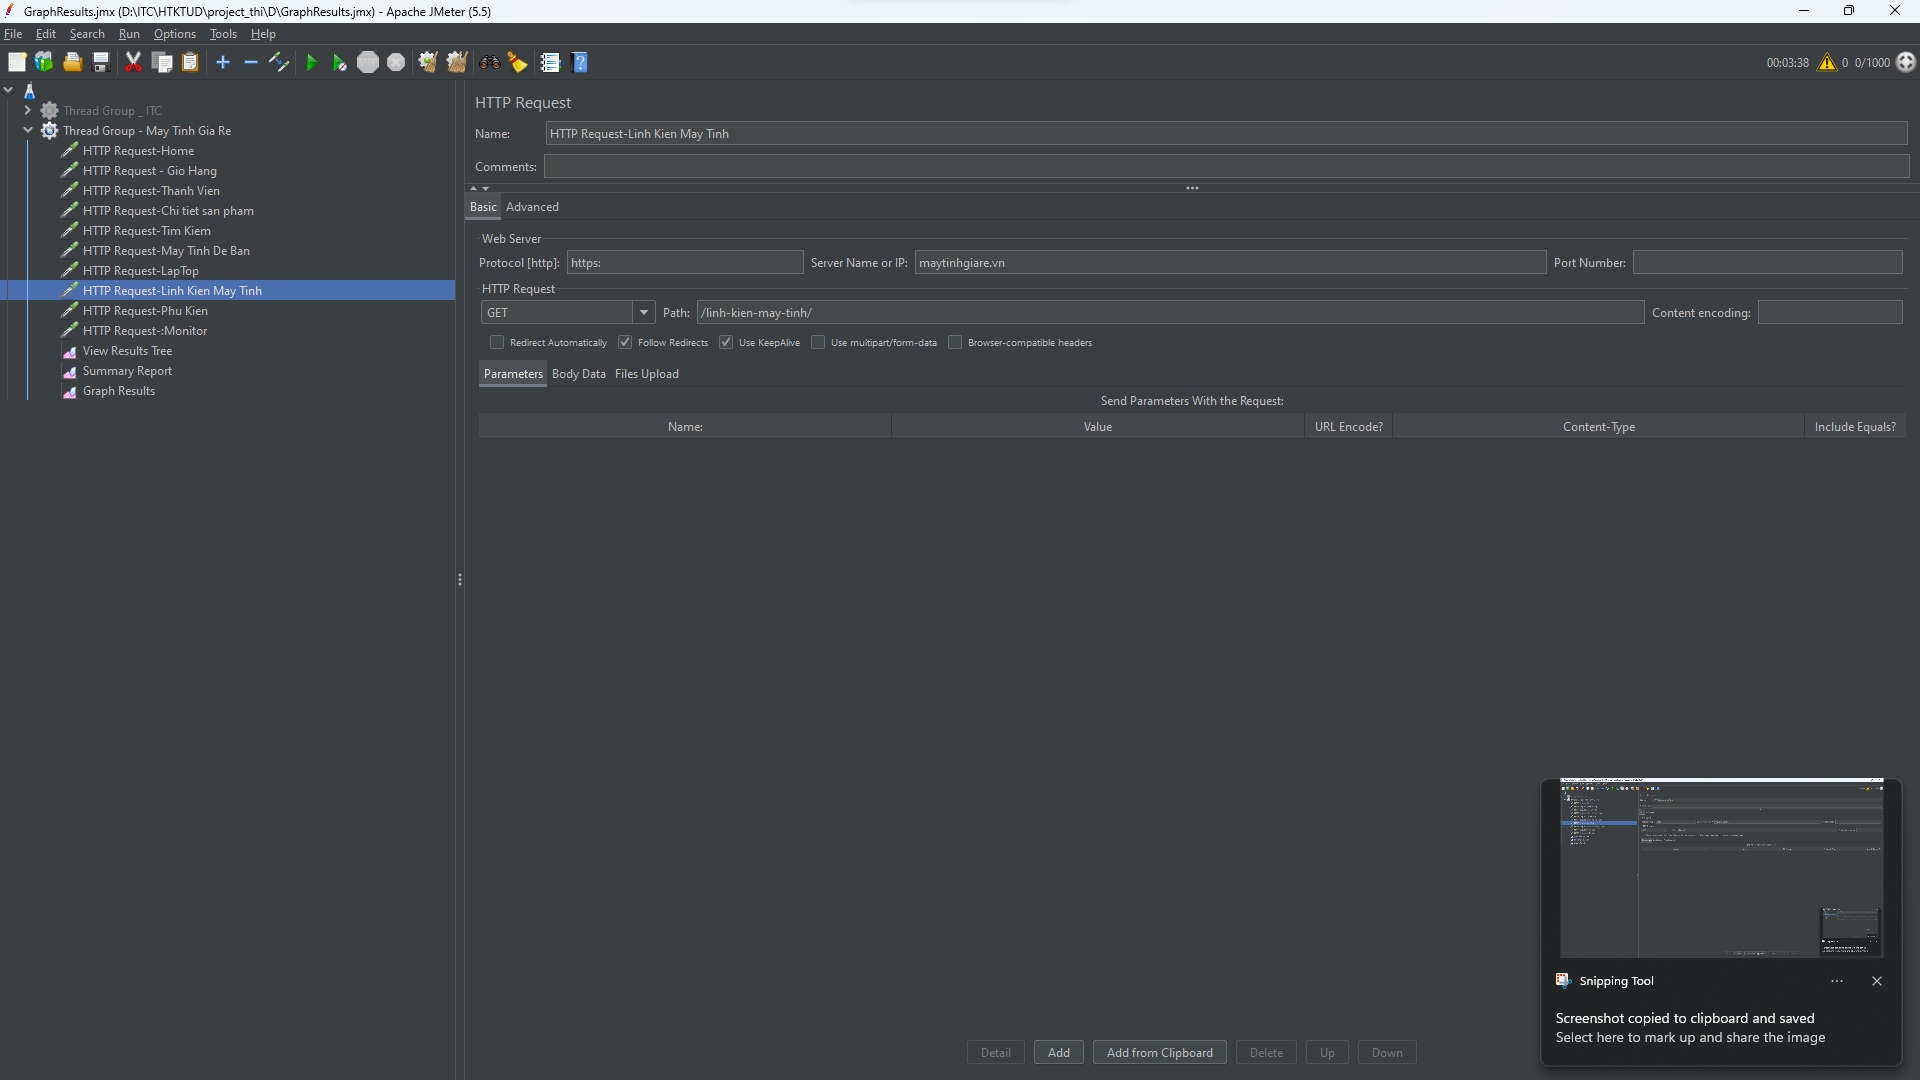 GraphResults.jmx (D:\ITC\HTKTUD\project_thi\D\GraphResults.jmx) - Apache JMeter (5.5)
File Edit Search Run Options Tools Help
00:03:38 0 0/1000
Thread Group _ ITC
Thread Group - May Tinh Gia Re
HTTP Request-Home
HTTP Request - Gio Hang
HTTP Request-Thanh Vien
HTTP Request-Chi tiet san pham
HTTP Request-Tim Kiem
HTTP Request-May Tinh De Ban
HTTP Request-LapTop
HTTP Request-Linh Kien May Tinh
HTTP Request-Phu Kien
HTTP Request-:Monitor
View Results Tree
Summary Report
Graph Results
HTTP Request
Name: HTTP Request-Linh Kien May Tinh
Comments:
Basic Advanced
Web Server
Protocol [http]: https: Server Name or IP: maytinhgiare.vn Port Number:
HTTP Request
GET Path: /linh-kien-may-tinh/ Content encoding:
Redirect Automatically Follow Redirects Use KeepAlive Use multipart/form-data Browser-compatible headers
Parameters Body Data Files Upload
Send Parameters With the Request:
Name: Value URL Encode? Content-Type Include Equals?
Detail Add Add from Clipboard Delete Up Down
Snipping Tool
Screenshot copied to clipboard and saved
Select here to mark up and share the image